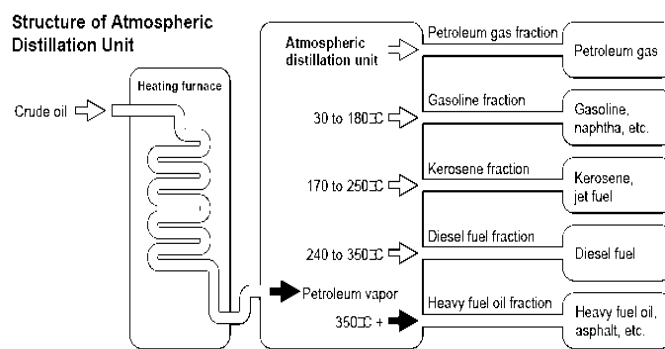 Structure of Atmospheric
Distillation Unit
Heating furnace
Crude oil
Atmospheric
distillation unit
30 to 180℃
170 to 250℃
240 to 350℃
Petroleum vapor
350℃ +
Petroleum gas fraction
Gasoline fraction
Kerosene fraction
Diesel fuel fraction
Heavy fuel oil fraction
Petroleum gas
Gasoline,
naphtha, etc.
Kerosene,
jet fuel
Diesel fuel
Heavy fuel oil,
asphalt, etc.